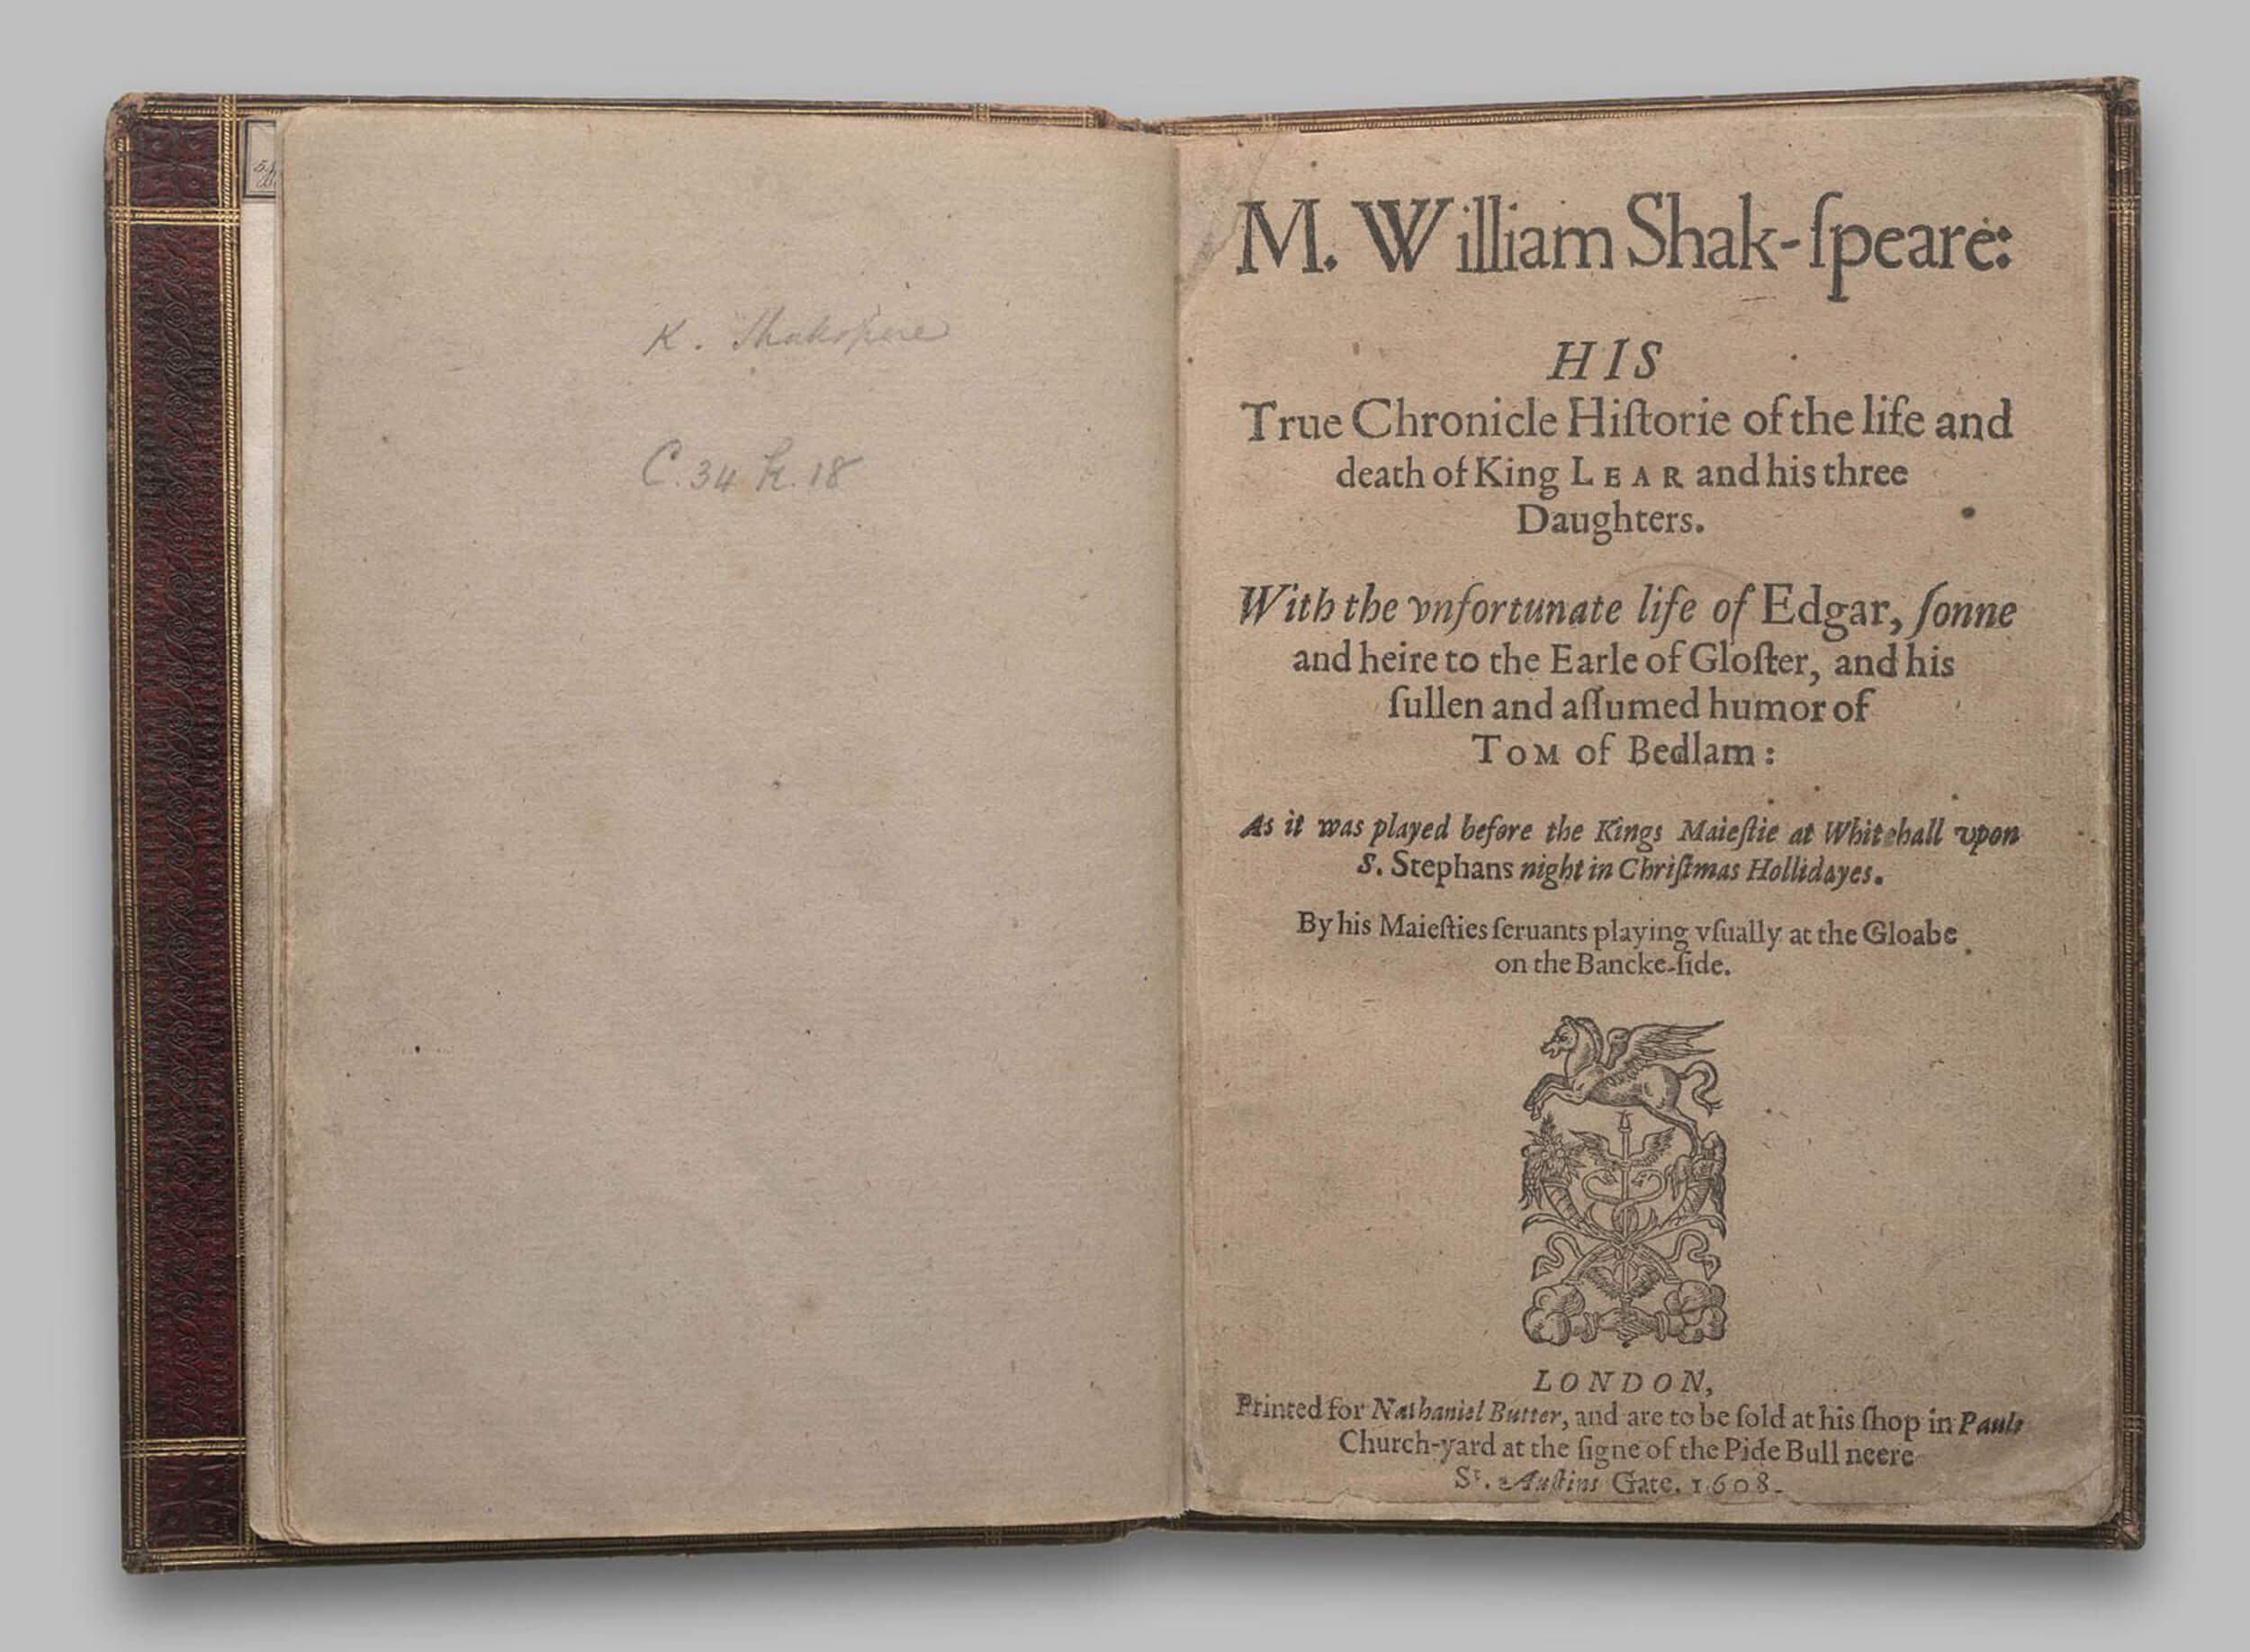 K. Shakspere
C.34 k.18
M. William Shak-ſpeare:
HIS
True Chronicle Hiſtorie of the life and
death of King LEAR and his three
Daughters.
With the vnfortunate life of Edgar, ſonne
and heire to the Earle of Gloſter, and his
ſullen and aſſumed humor of
TOM of Bedlam:
As it was played before the Kings Maieſtie at Whitehall vpon
S. Stephans night in Chriſtmas Hollidayes.
By his Maieſties ſeruants playing vſually at the Gloabe
on the Bancke-ſide.
LONDON,
Printed for Nathaniel Butter, and are to be ſold at his ſhop in Pauls
Church-yard at the ſigne of the Pide Bull neere
Sᵗ. Auſtins Gate. 1608.